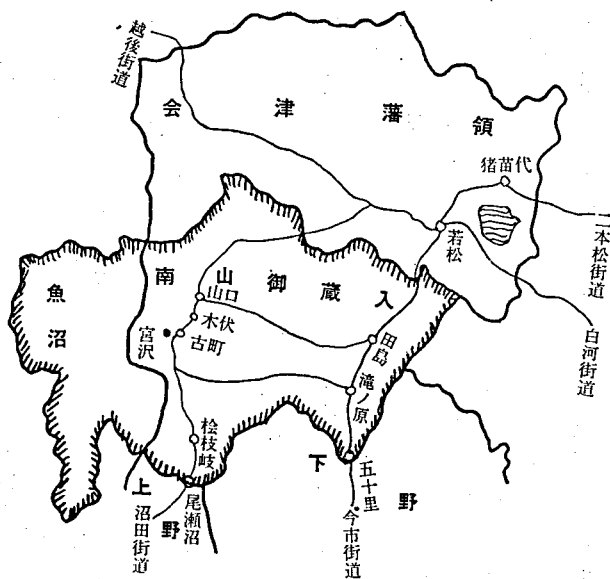 越後街道
会津藩領
猪苗代
二本松街道
若松
白河街道
南山御蔵入
魚沼
山口
木伏
古町
宮沢
田島
滝ノ原
桧枝岐
五十里
下野
上野
尾瀬沼
沼田街道
今市街道